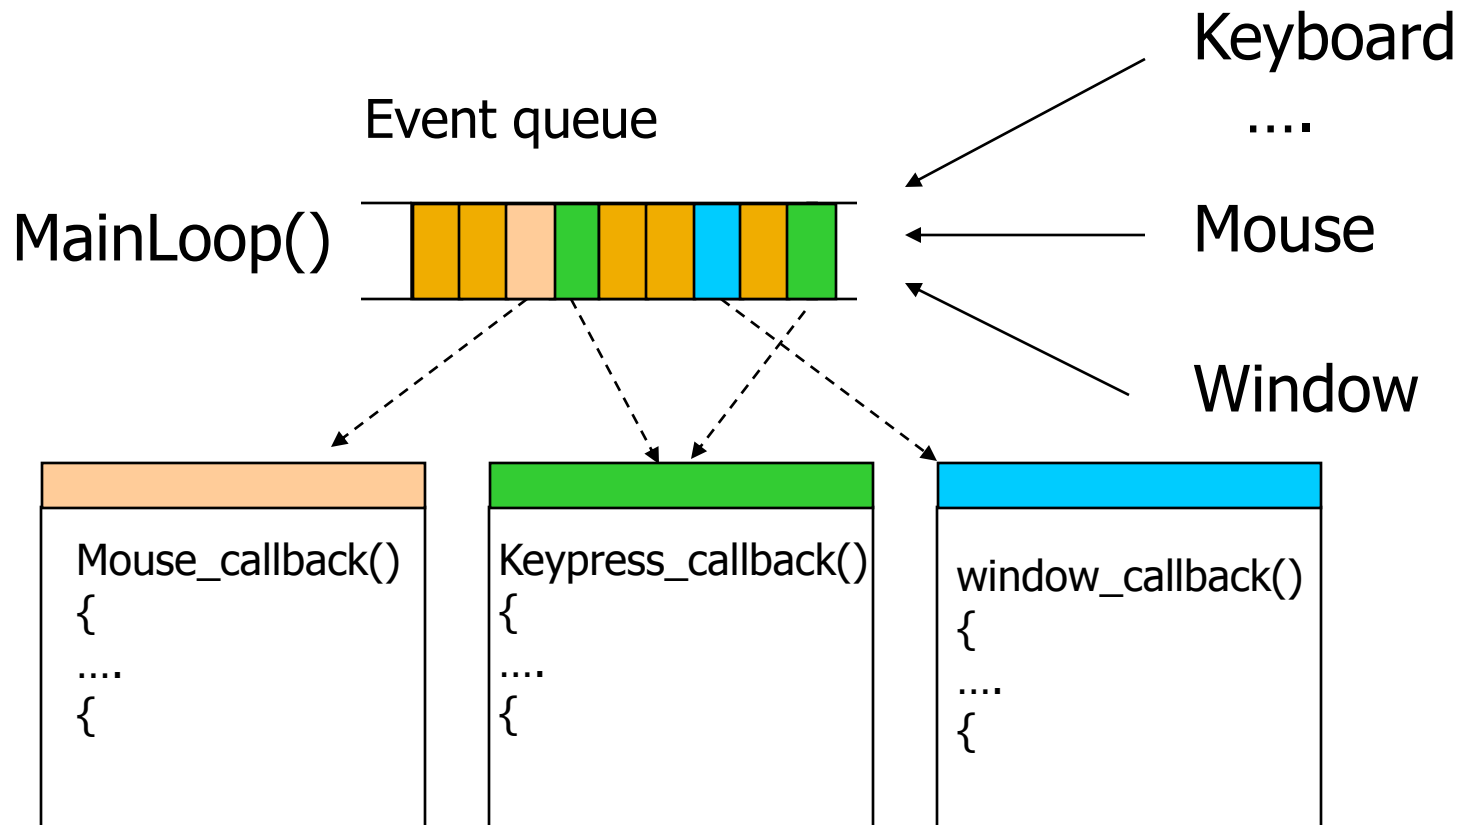 Keyboard
....
Event queue
MainLoop()
Mouse
Window
Mouse_callback()
{
....
{
Keypress_callback()
{
....
{
window_callback()
{
....
{